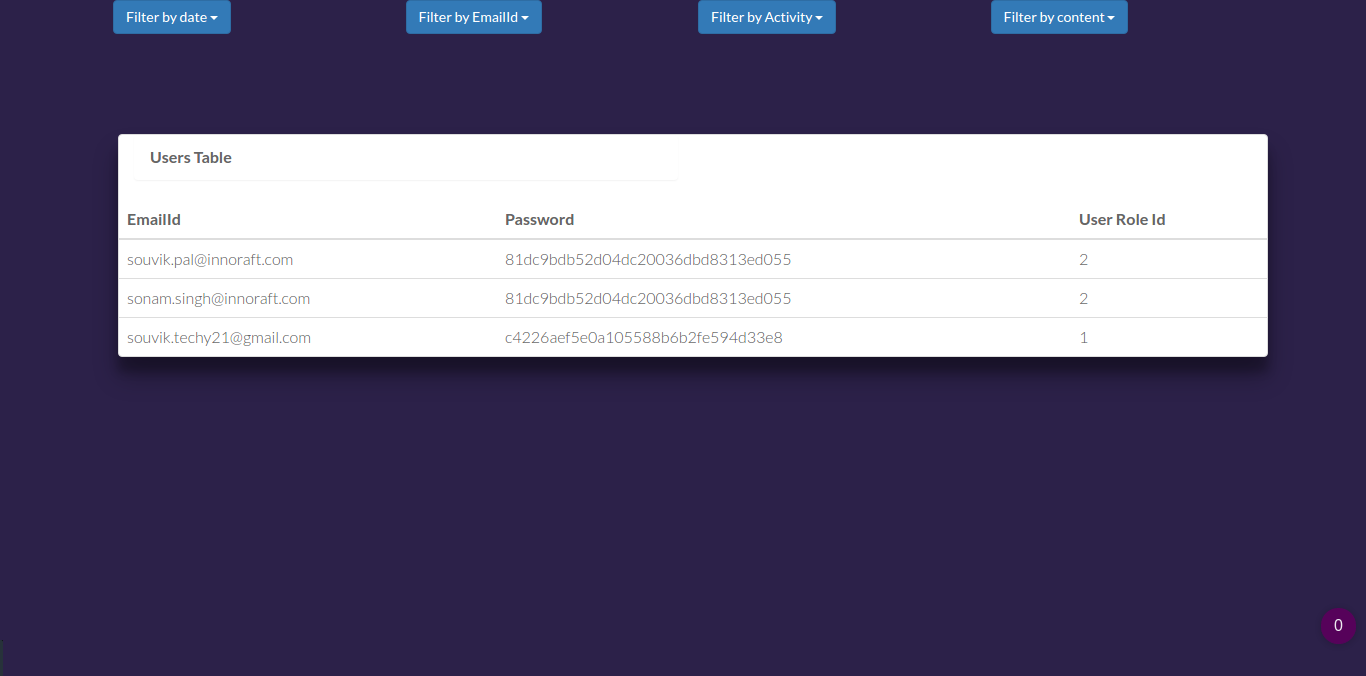 Filter by date Filter by EmailId Filter by Activity Filter by content
Users Table
EmailId Password User Role Id
souvik.pal@innoraft.com 81dc9bdb52d04dc20036dbd8313ed055 2
sonam.singh@innoraft.com 81dc9bdb52d04dc20036dbd8313ed055 2
souvik.techy21@gmail.com c4226aef5e0a105588b6b2fe594d33e8 1
0